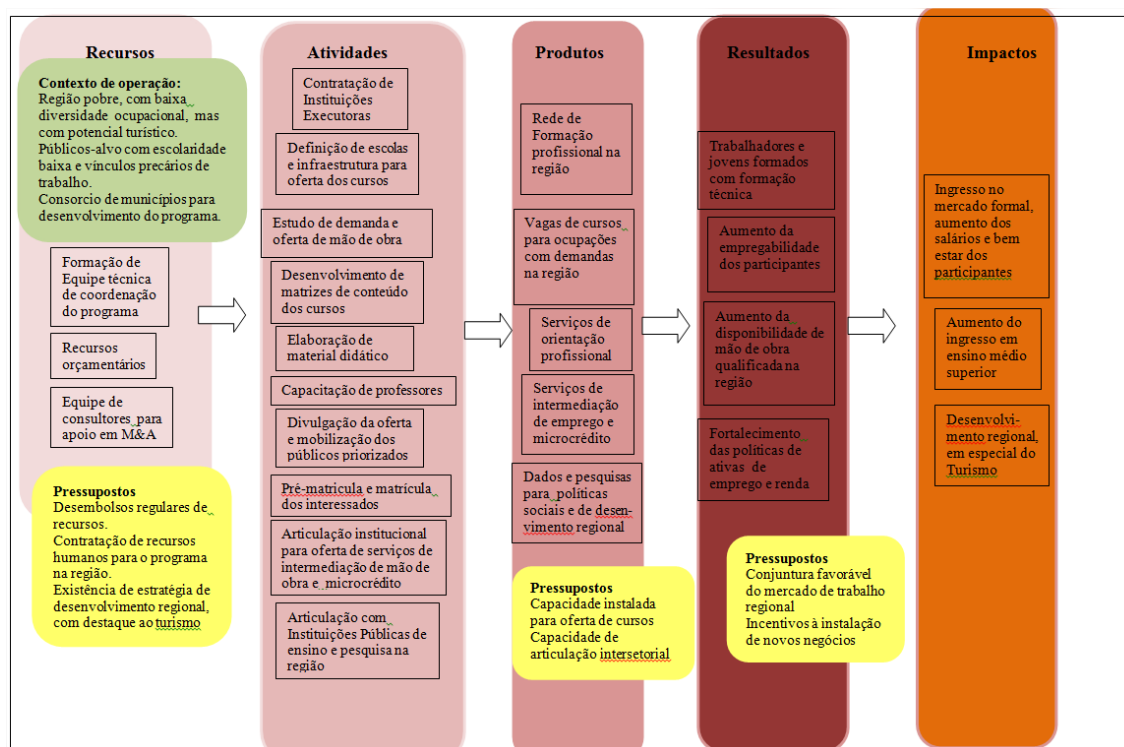 Recursos
Contexto de operação:
Região pobre, com baixa
diversidade ocupacional, mas
com potencial turístico.
Públicos-alvo com escolaridade
baixa e vínculos precários de
trabalho.
Consorcio de municípios para
desenvolvimento do programa.
Formação de
Equipe técnica
de coordenação
do programa
Recursos
orçamentários
Equipe de
consultores para
apoio em M&A
Pressupostos
Desembolsos regulares de
recursos.
Contratação de recursos
humanos para o programa
na região.
Existência de estratégia de
desenvolvimento regional,
com destaque ao turismo
Atividades
Contratação de
Instituições
Executoras
Definição de escolas
e infraestrutura para
oferta dos cursos
Estudo de demanda e
oferta de mão de obra
Desenvolvimento de
matrizes de conteúdo
dos cursos
Elaboração de
material didático
Capacitação de professores
Divulgação da oferta
e mobilização dos
públicos priorizados
Pré-matricula e matrícula
dos interessados
Articulação institucional
para oferta de serviços de
intermediação de mão de
obra e microcrédito
Articulação com
Instituições Públicas de
ensino e pesquisa na
região
Produtos
Rede de
Formação
profissional na
região
Vagas de cursos
para ocupações
com demandas
na região
Serviços de
orientação
profissional
Serviços de
intermediação
de emprego e
microcrédito
Dados e pesquisas
para políticas
sociais e de desen-
vimento regional
Pressupostos
Capacidade instalada
para oferta de cursos
Capacidade de
articulação intersetorial
Resultados
Trabalhadores e
jovens formados
com formação
técnica
Aumento da
empregabilidade
dos participantes
Aumento da
disponibilidade de
mão de obra
qualificada na
região
Fortalecimento
das políticas de
ativas de
emprego e renda
Pressupostos
Conjuntura favorável
do mercado de trabalho
regional
Incentivos à instalação
de novos negócios
Impactos
Ingresso no
mercado formal,
aumento dos
salários e bem
estar dos
participantes
Aumento do
ingresso em
ensino médio
superior
Desenvolvi-
mento regional,
em especial do
Turismo